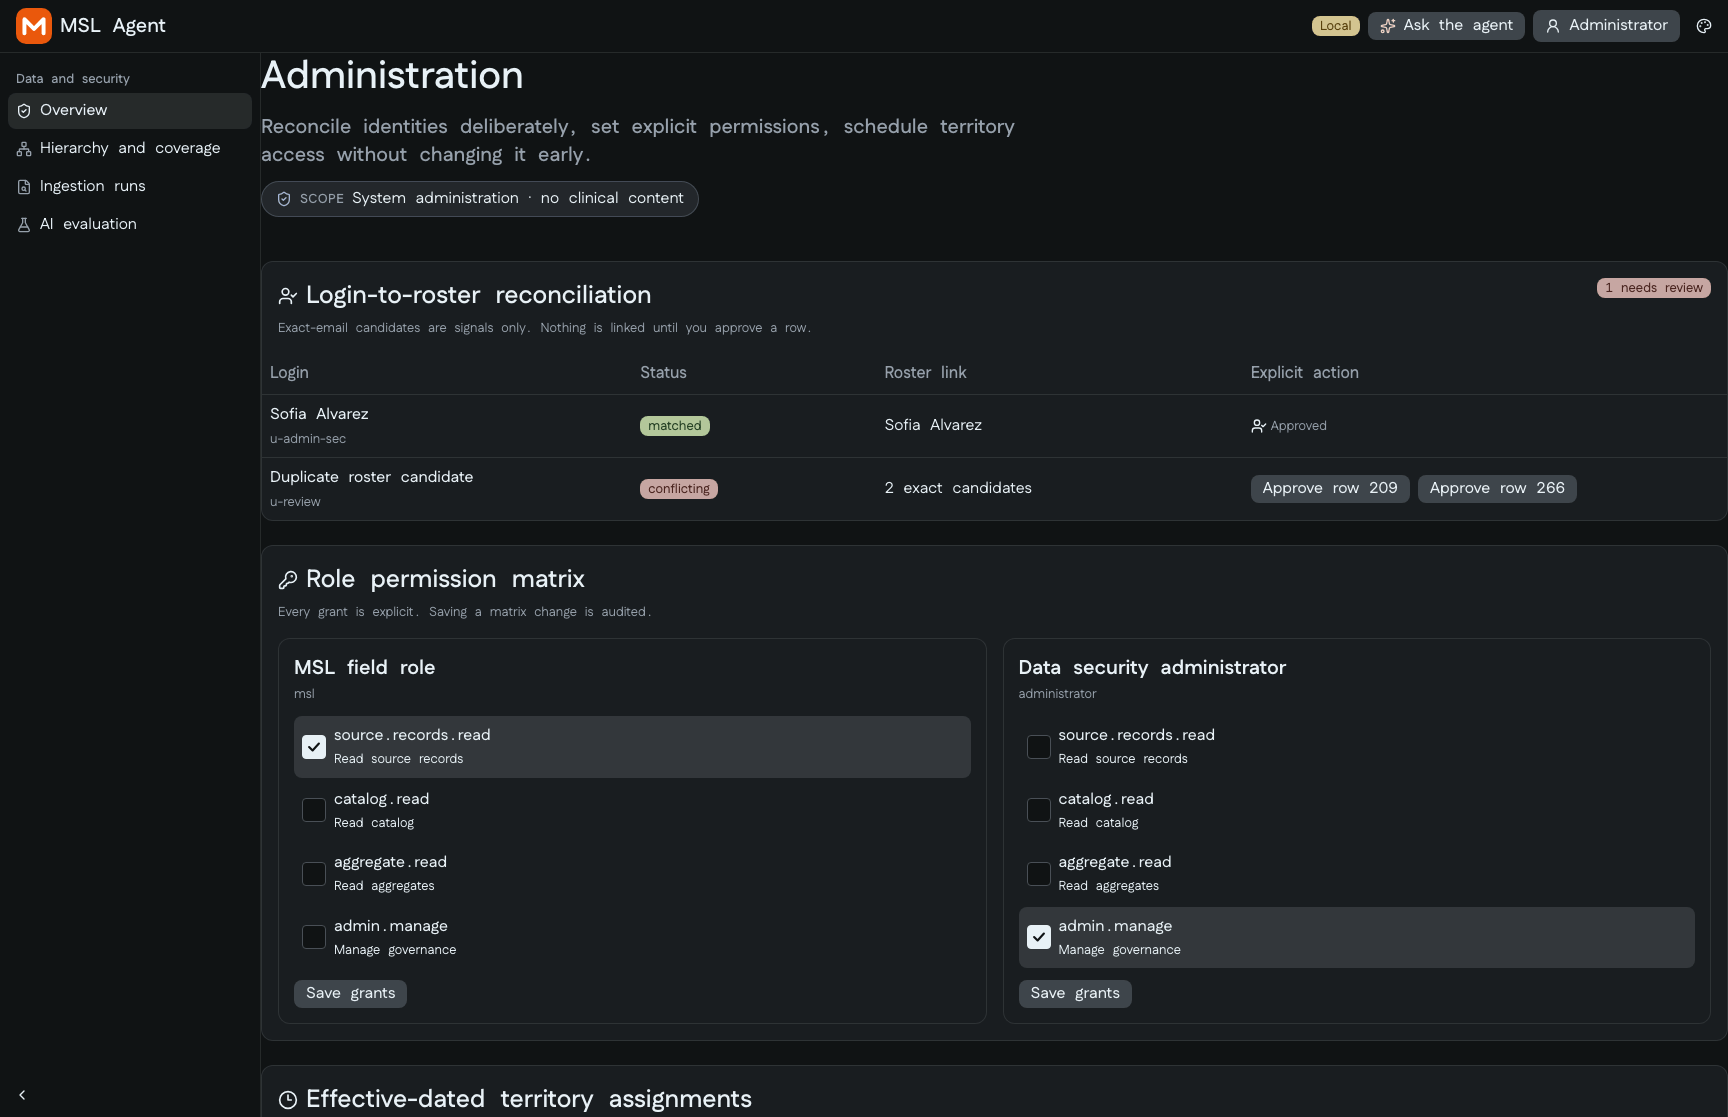 MSL Agent
Local
Ask the agent
Administrator
Data and security
Overview
Hierarchy and coverage
Ingestion runs
AI evaluation
Administration
Reconcile identities deliberately, set explicit permissions, schedule territory
access without changing it early.
SCOPE System administration · no clinical content
Login-to-roster reconciliation
1 needs review
Exact-email candidates are signals only. Nothing is linked until you approve a row.
Login Status Roster link Explicit action
Sofia Alvarez
u-admin-sec
matched
Sofia Alvarez
Approved
Duplicate roster candidate
u-review
conflicting
2 exact candidates
Approve row 209
Approve row 266
Role permission matrix
Every grant is explicit. Saving a matrix change is audited.
MSL field role
msl
source.records.read
Read source records
catalog.read
Read catalog
aggregate.read
Read aggregates
admin.manage
Manage governance
Save grants
Data security administrator
administrator
source.records.read
Read source records
catalog.read
Read catalog
aggregate.read
Read aggregates
admin.manage
Manage governance
Save grants
Effective-dated territory assignments